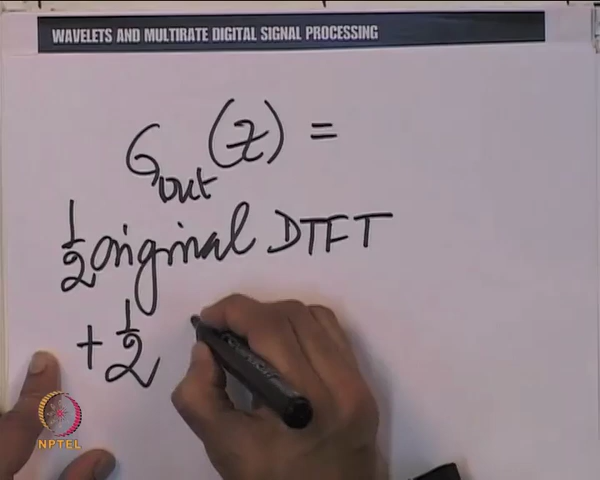 WAVELETS AND MULTIRATE DIGITAL SIGNAL PROCESSING
G_out (Z) =
1/2 original DTFT
+ 1/2
NPTEL